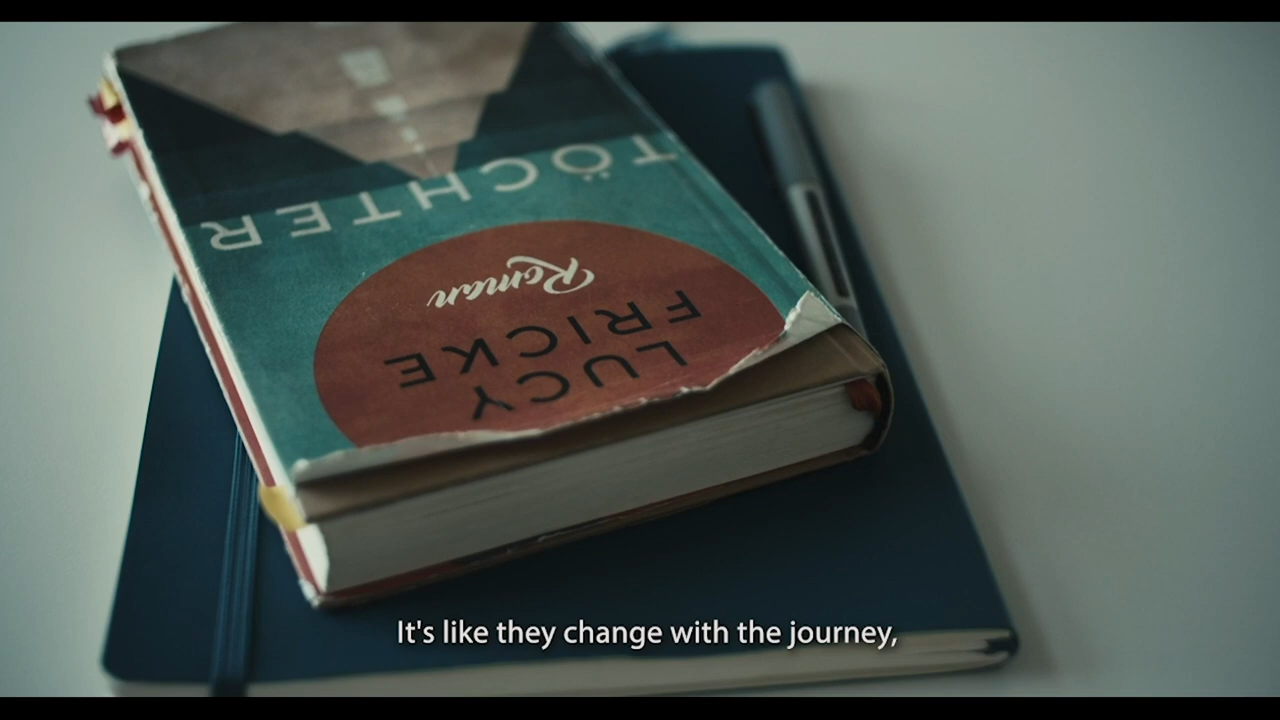 TÖCHTER
Roman
LUCY
FRICKE
It's like they change with the journey,